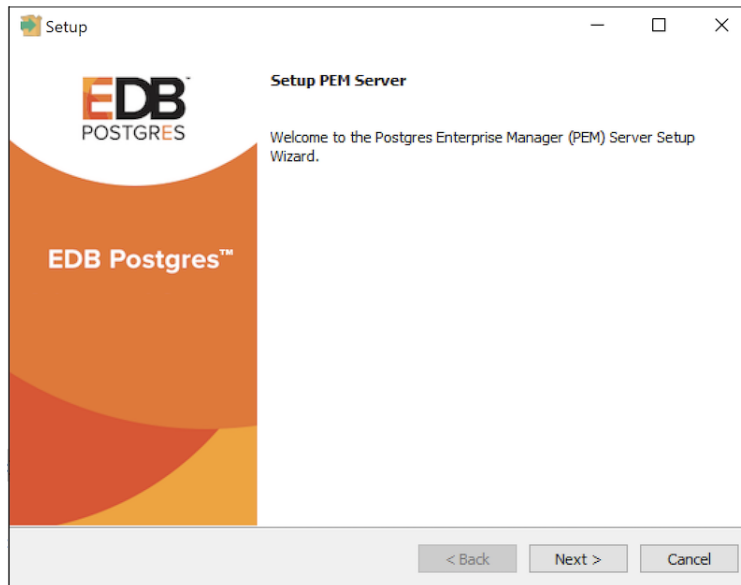 Setup
EDB™
POSTGRES
Setup PEM Server
Welcome to the Postgres Enterprise Manager (PEM) Server Setup
Wizard.
EDB Postgres™
< Back
Next >
Cancel